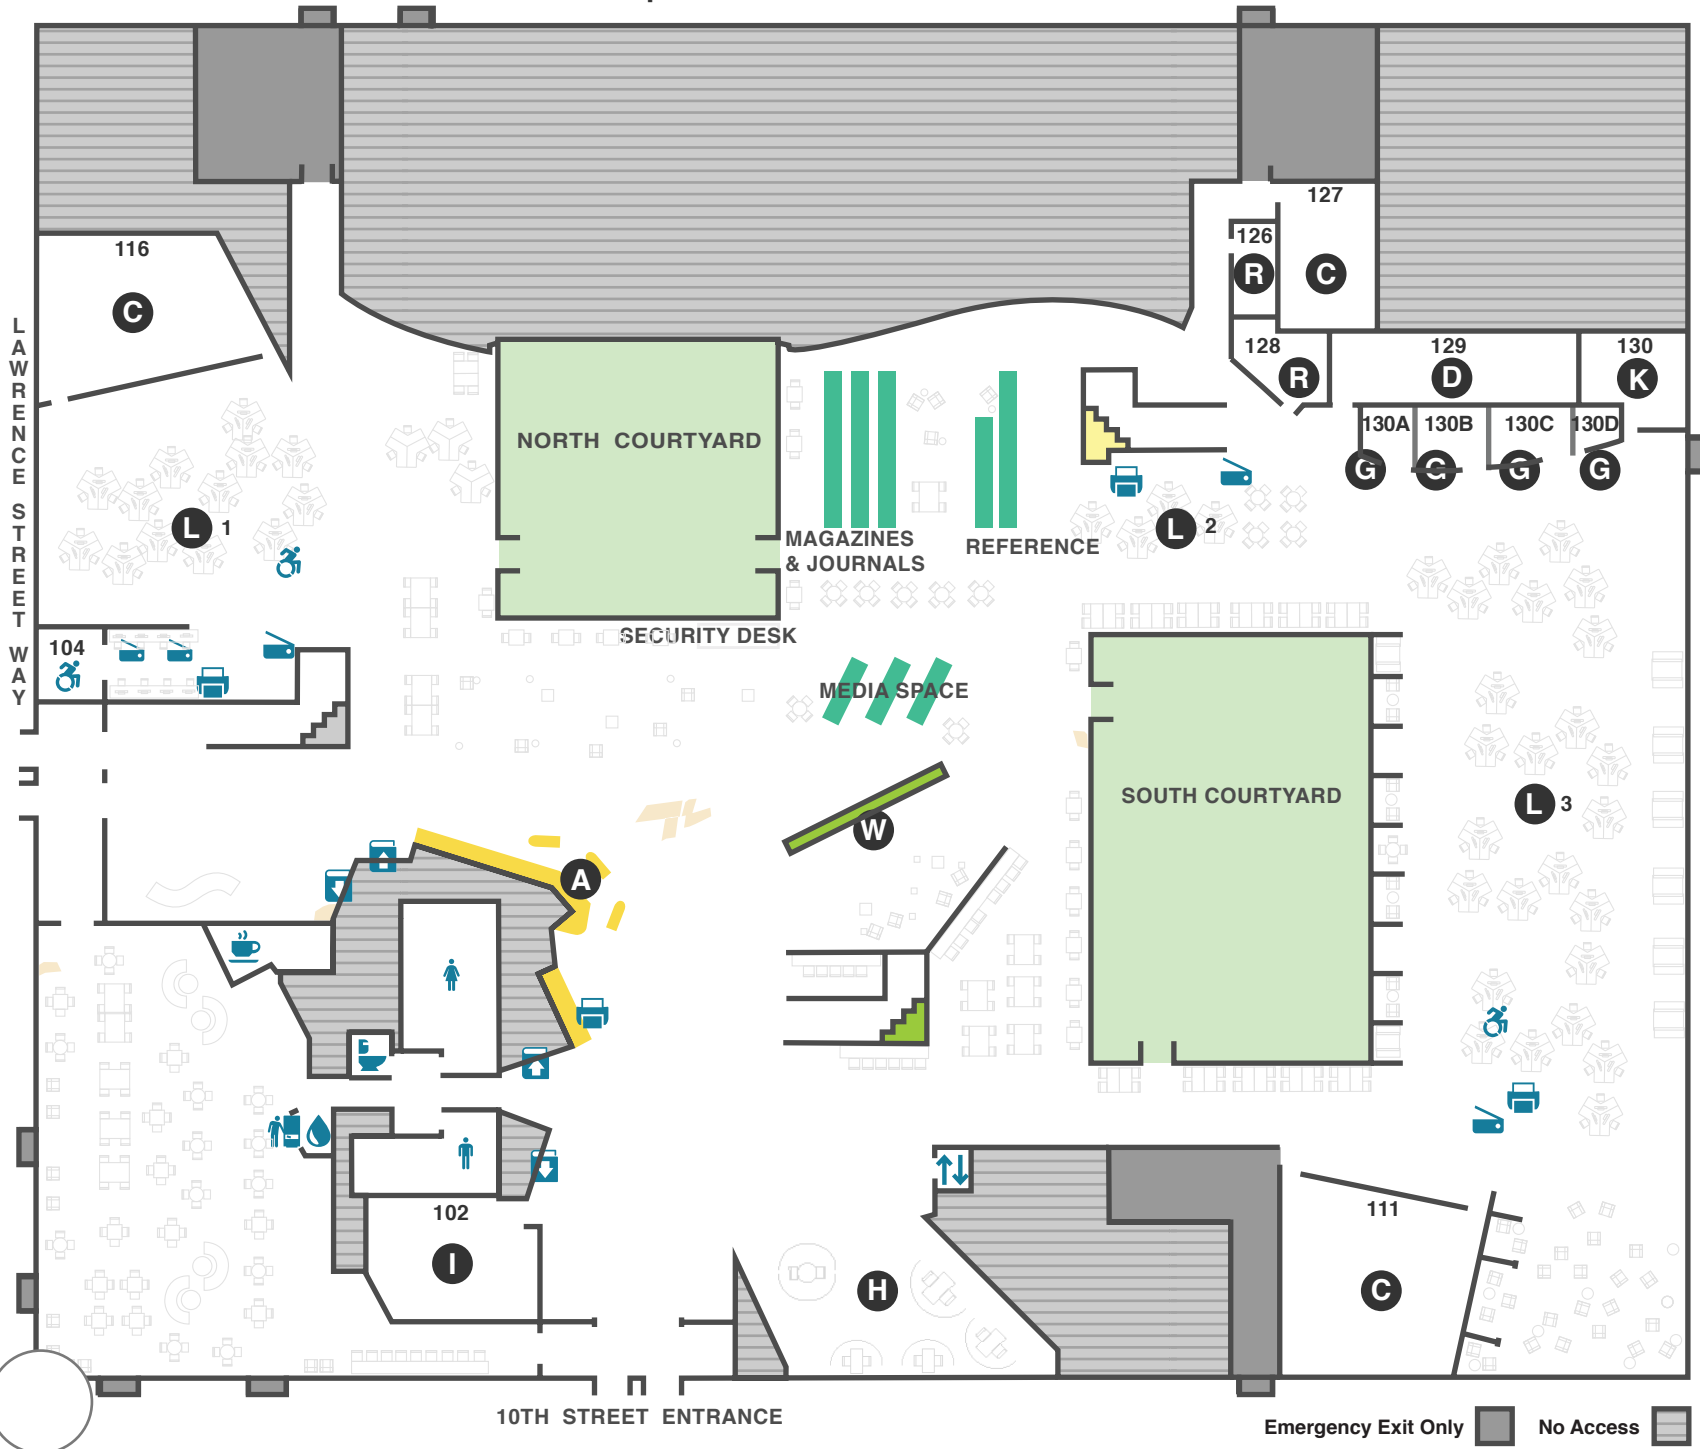 127
126
R
C
116
C
128
R
129
D
130
K
130A
130B
130C
130D
G
G
G
G
LAWRENCE STREET WAY
NORTH COURTYARD
L 1
MAGAZINES
& JOURNALS
REFERENCE
L 2
SECURITY DESK
104
MEDIA SPACE
SOUTH COURTYARD
L 3
W
A
102
I
H
111
C
10TH STREET ENTRANCE
Emergency Exit Only
No Access